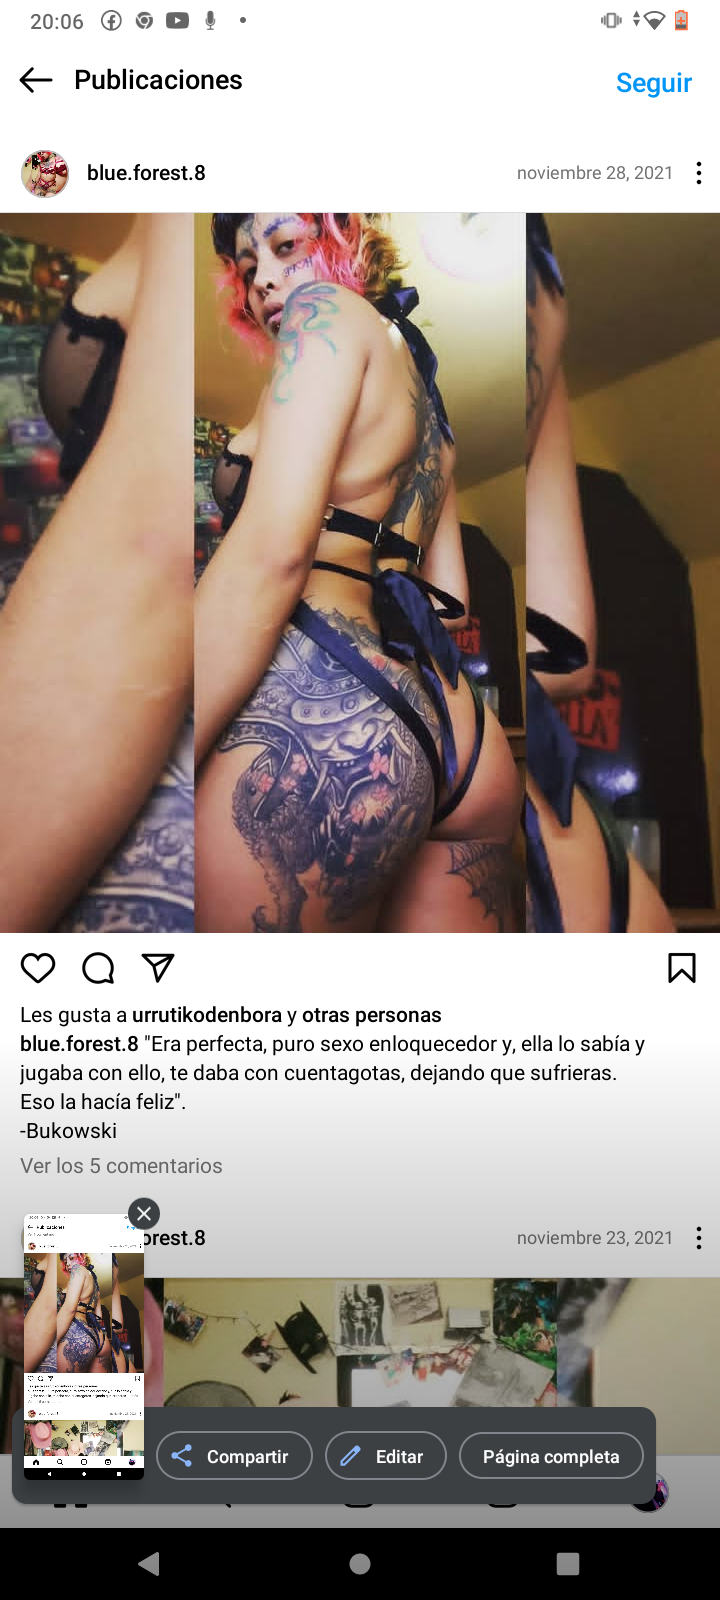 20:06
Publicaciones
Seguir
blue.forest.8
noviembre 28, 2021
Les gusta a urrutikodenbora y otras personas
blue.forest.8 "Era perfecta, puro sexo enloquecedor y, ella lo sabía y
jugaba con ello, te daba con cuentagotas, dejando que sufrieras.
Eso la hacía feliz".
-Bukowski
Ver los 5 comentarios
orest.8
noviembre 23, 2021
Compartir
Editar
Página completa